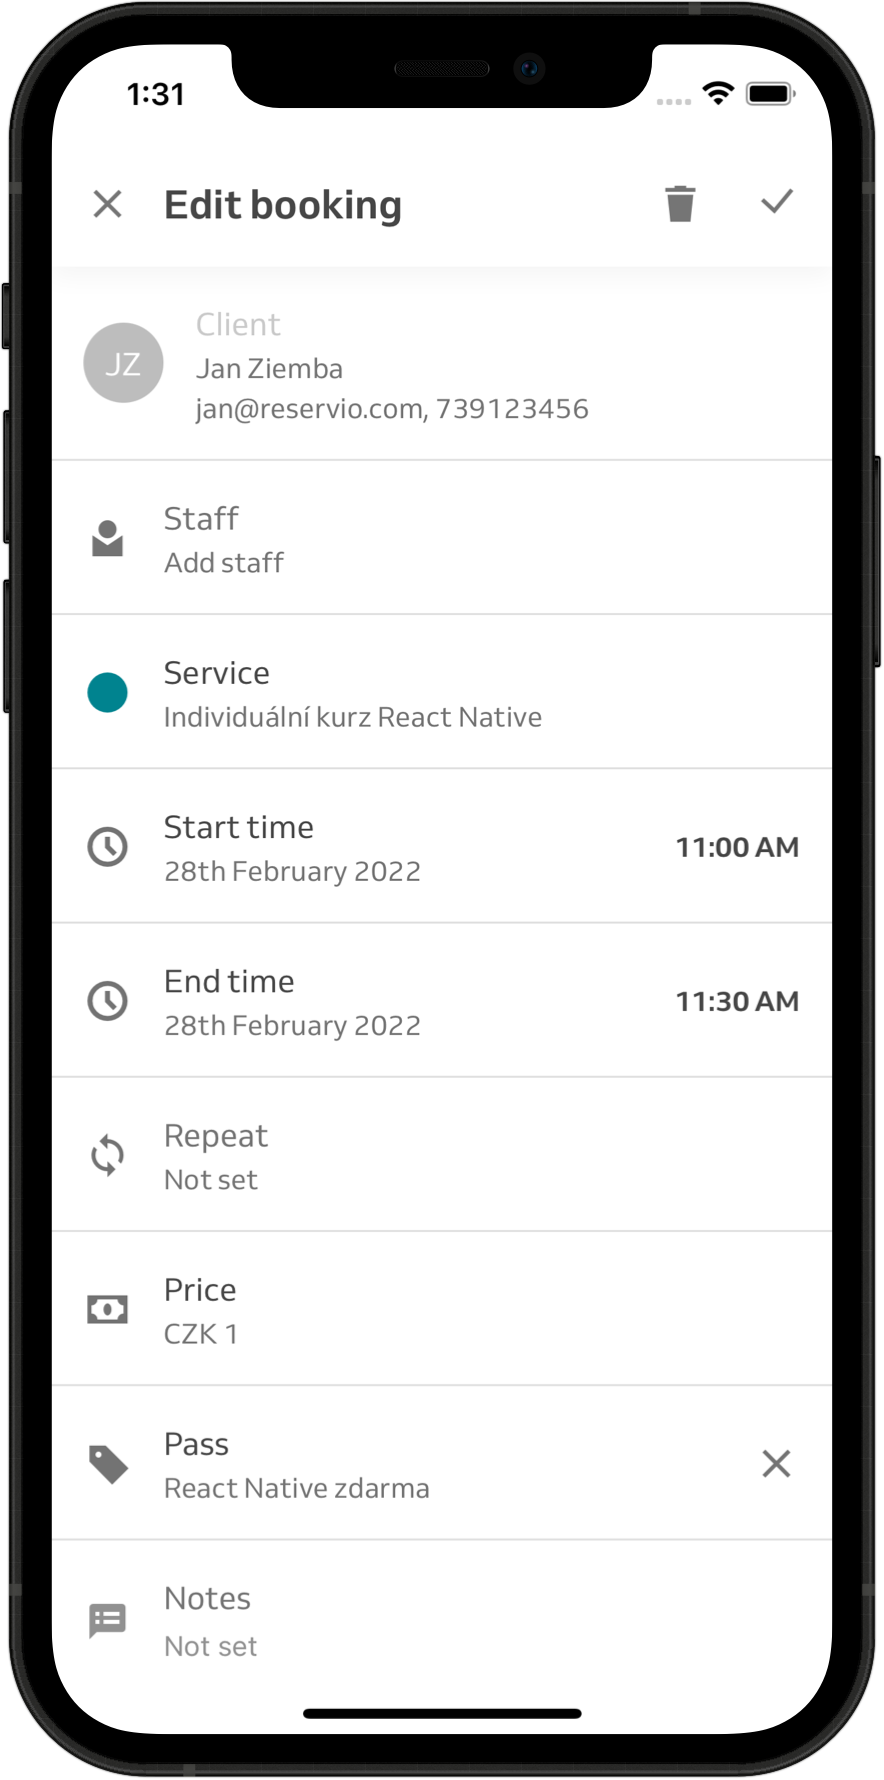 1:31
Edit booking
Client
JZ
Jan Ziemba
jan@reservio.com, 739123456
Staff
Add staff
Service
Individuální kurz React Native
Start time
11:00 AM
28th February 2022
End time
11:30 AM
28th February 2022
Repeat
Not set
Price
CZK 1
Pass
React Native zdarma
Notes
Not set